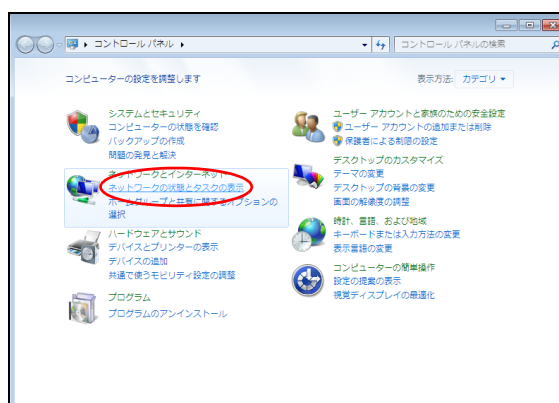 コントロール パネル
コントロール パネルの検索
コンピューターの設定を調整します
表示方法: カテゴリ
システムとセキュリティ
コンピューターの状態を確認
バックアップの作成
問題の発見と解決
ネットワークとインターネット
ネットワークの状態とタスクの表示
ホームグループと共有に関するオプションの
選択
ハードウェアとサウンド
デバイスとプリンターの表示
デバイスの追加
共通で使うモビリティ設定の調整
プログラム
プログラムのアンインストール
ユーザー アカウントと家族のための安全設定
ユーザー アカウントの追加または削除
保護者による制限の設定
デスクトップのカスタマイズ
テーマの変更
デスクトップの背景の変更
画面の解像度の調整
時計、言語、および地域
キーボードまたは入力方法の変更
表示言語の変更
コンピューターの簡単操作
設定の提案の表示
視覚ディスプレイの最適化